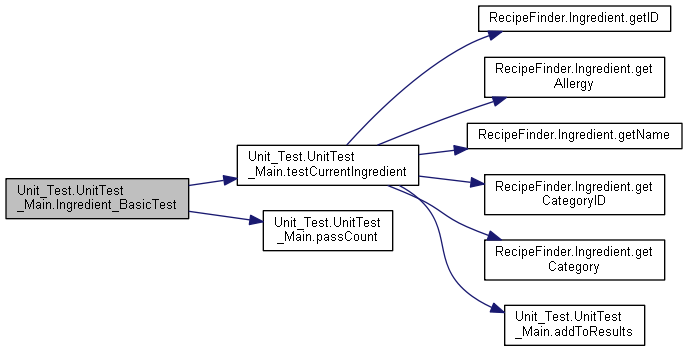 Unit_Test.UnitTest
_Main.Ingredient_BasicTest
Unit_Test.UnitTest
_Main.testCurrentIngredient
Unit_Test.UnitTest
_Main.passCount
RecipeFinder.Ingredient.getID
RecipeFinder.Ingredient.get
Allergy
RecipeFinder.Ingredient.getName
RecipeFinder.Ingredient.get
CategoryID
RecipeFinder.Ingredient.get
Category
Unit_Test.UnitTest
_Main.addToResults